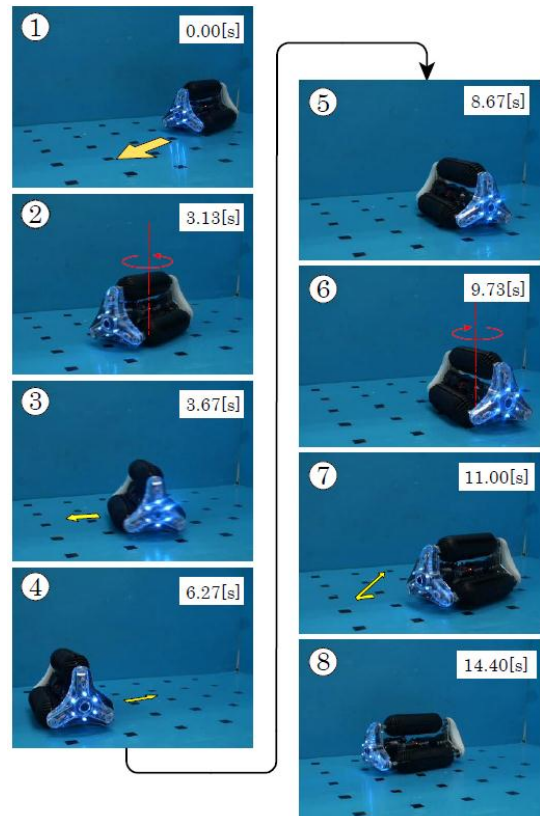 ①
0.00[s]
②
3.13[s]
③
3.67[s]
④
6.27[s]
⑤
8.67[s]
⑥
9.73[s]
⑦
11.00[s]
⑧
14.40[s]